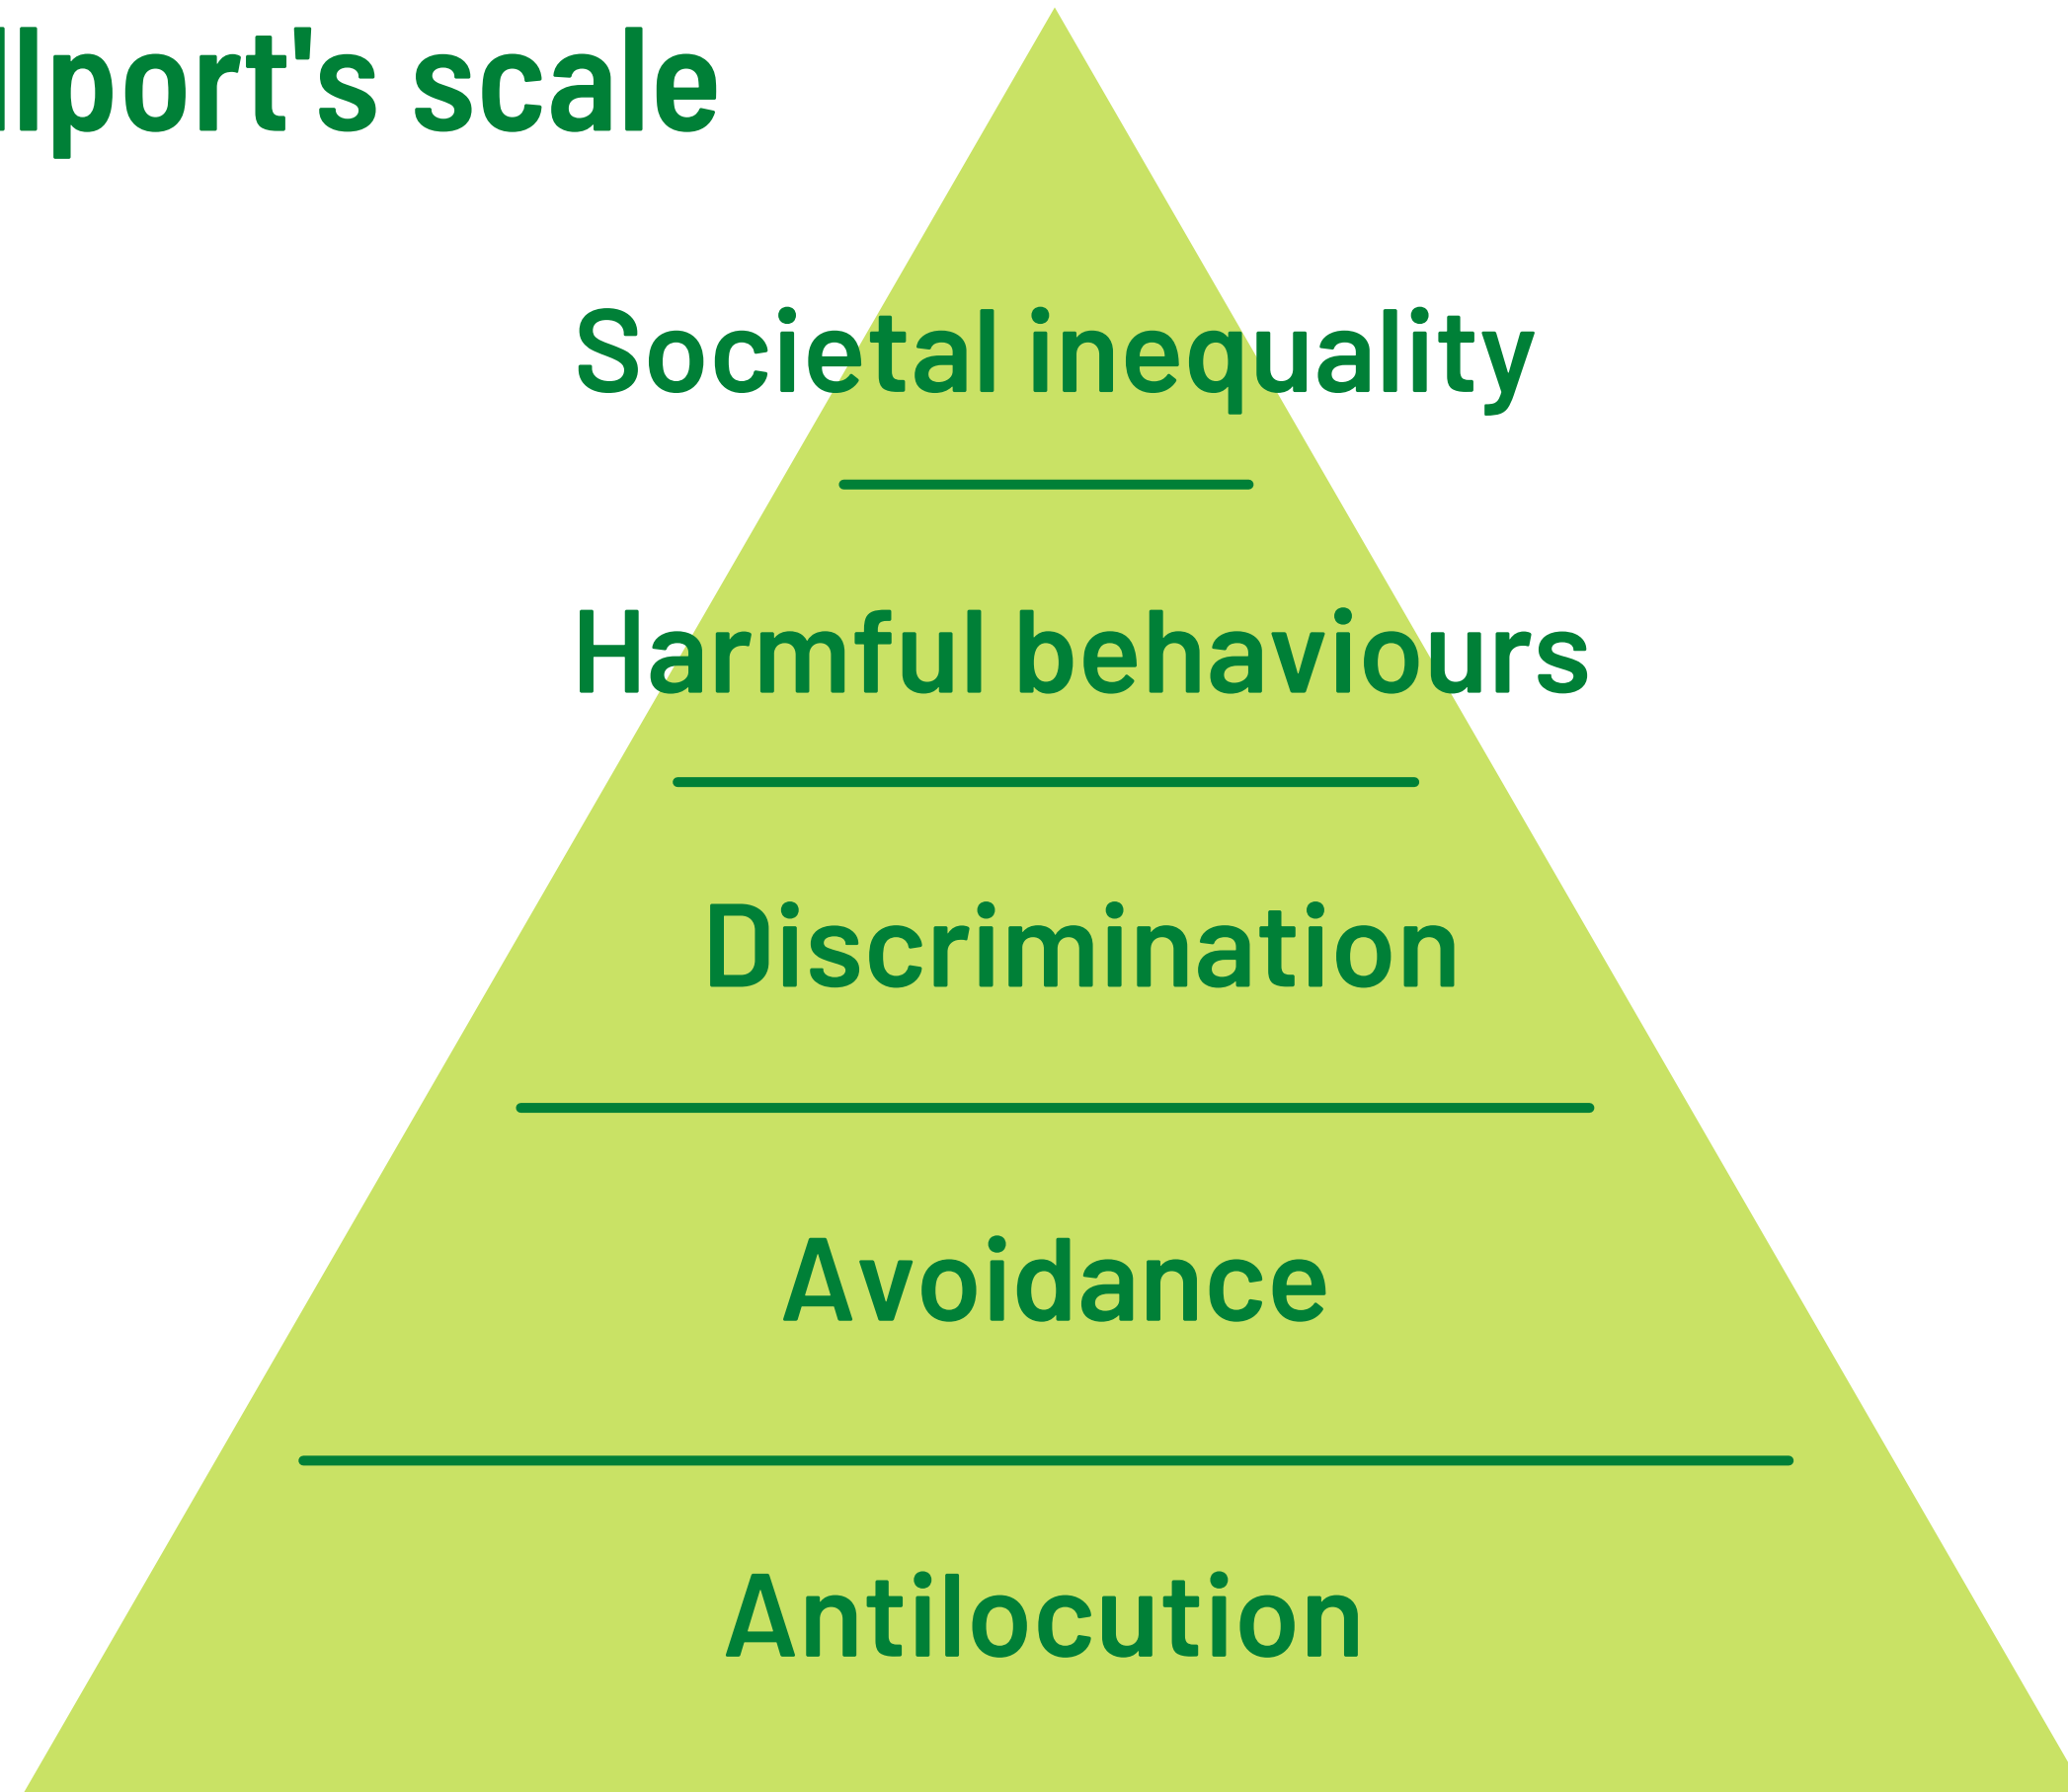 llport's scale
Societal inequality
Harmful behaviours
Discrimination
Avoidance
Antilocution